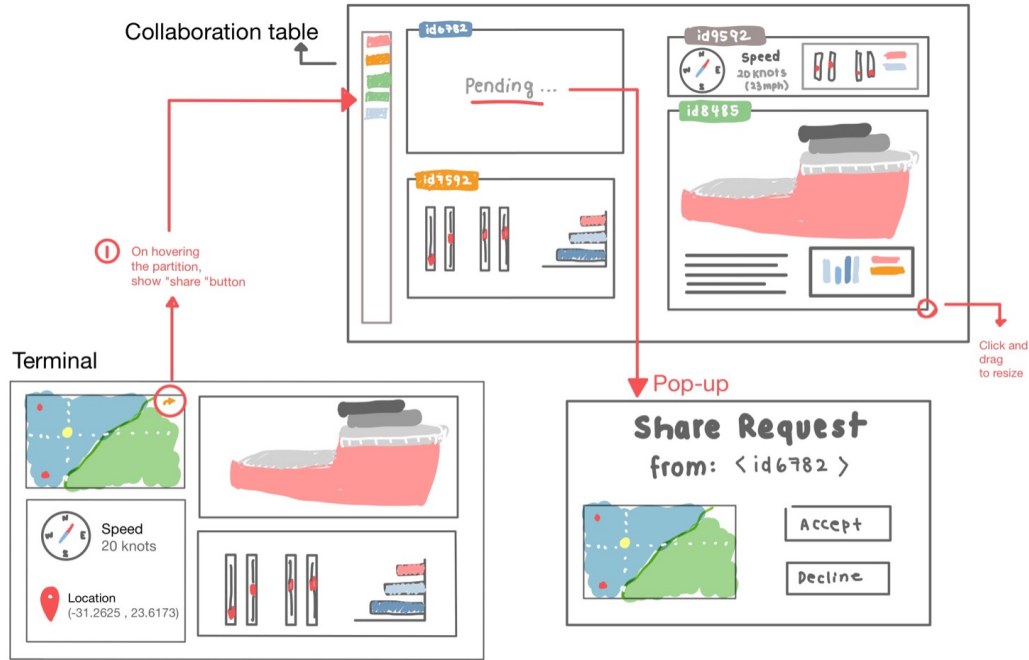 Collaboration table
id6782
Pending ...
id9592
N
W E
S
Speed
20 knots
(23mph)
id8485
id7592
1
On hovering
the partition,
show "share "button
Click and
drag
to resize
Terminal
N
W E
S
Speed
20 knots
Location
(-31.2625 , 23.6173)
Pop-up
Share Request
from: <id6782 >
Accept
Decline